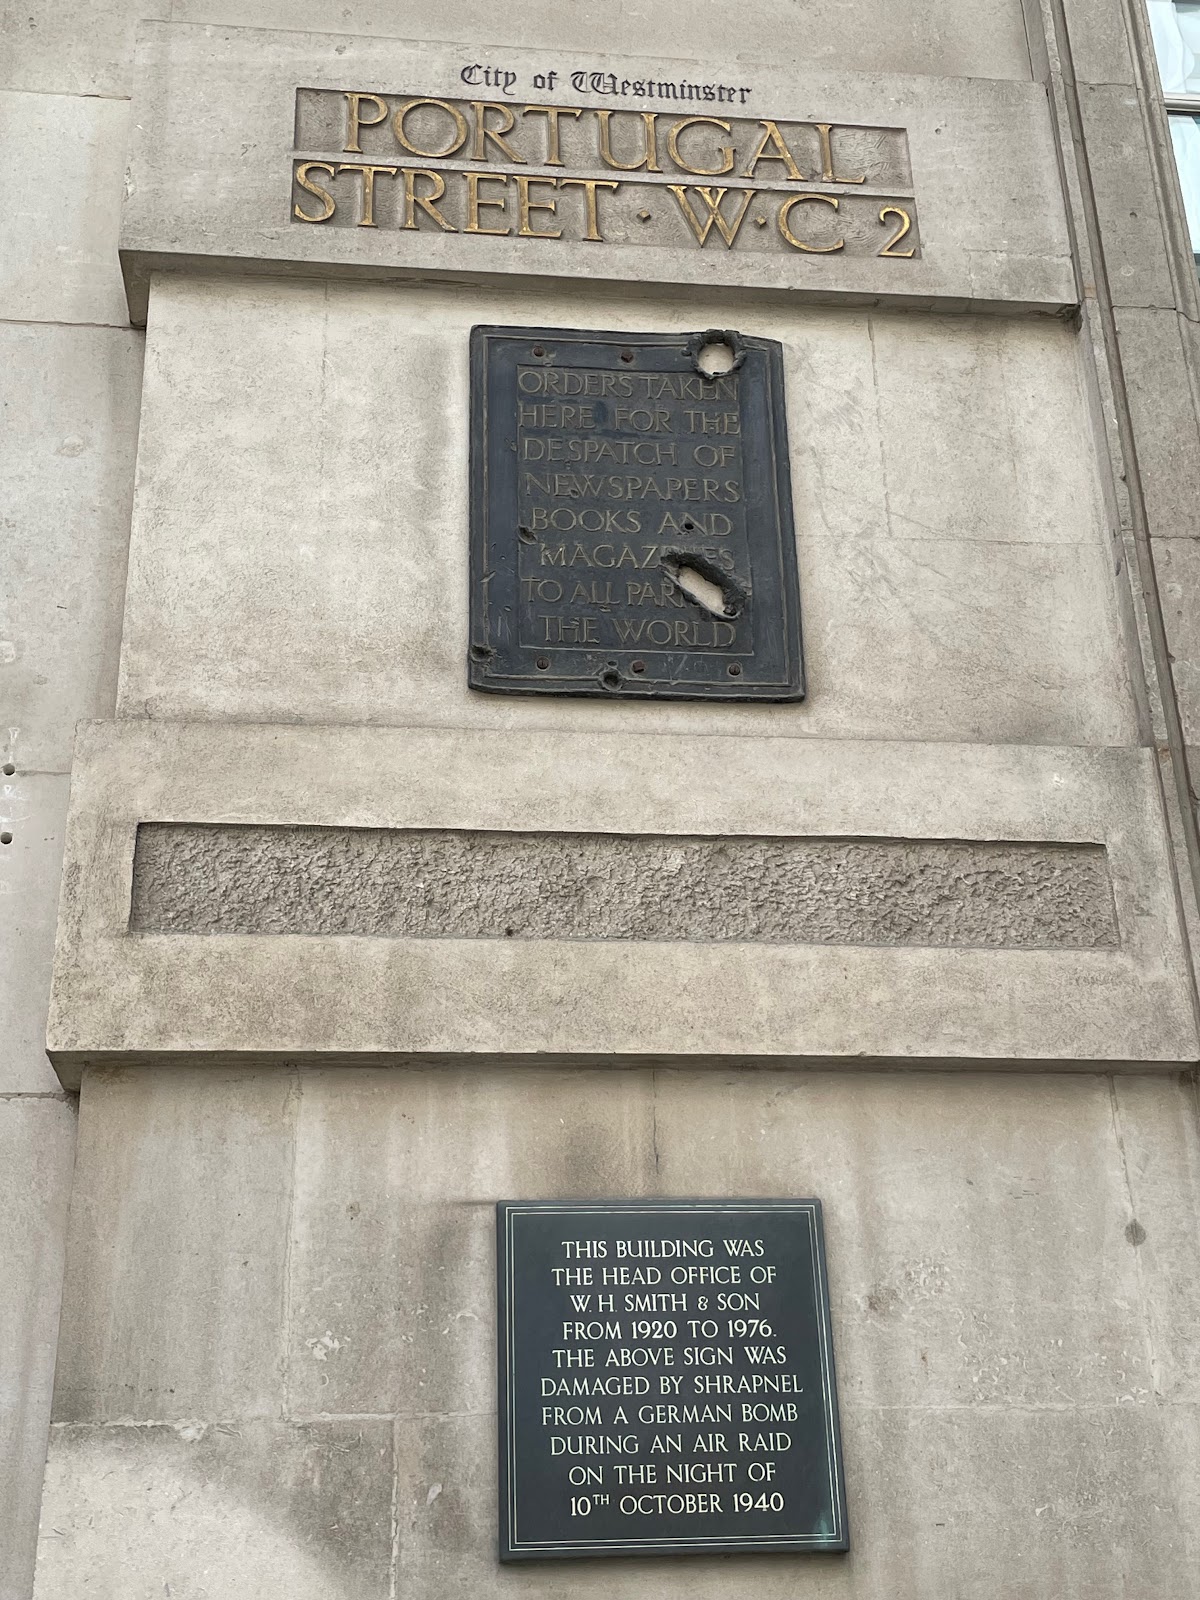 City of Westminster
PORTUGAL
STREET · W · C 2
ORDERS TAKEN
HERE FOR THE
DESPATCH OF
NEWSPAPERS
BOOKS AND
MAGAZINES
TO ALL
THE WORLD
THIS BUILDING WAS
THE HEAD OFFICE OF
W. H. SMITH & SON
FROM 1920 TO 1976.
THE ABOVE SIGN WAS
DAMAGED BY SHRAPNEL
FROM A GERMAN BOMB
DURING AN AIR RAID
ON THE NIGHT OF
10TH OCTOBER 1940